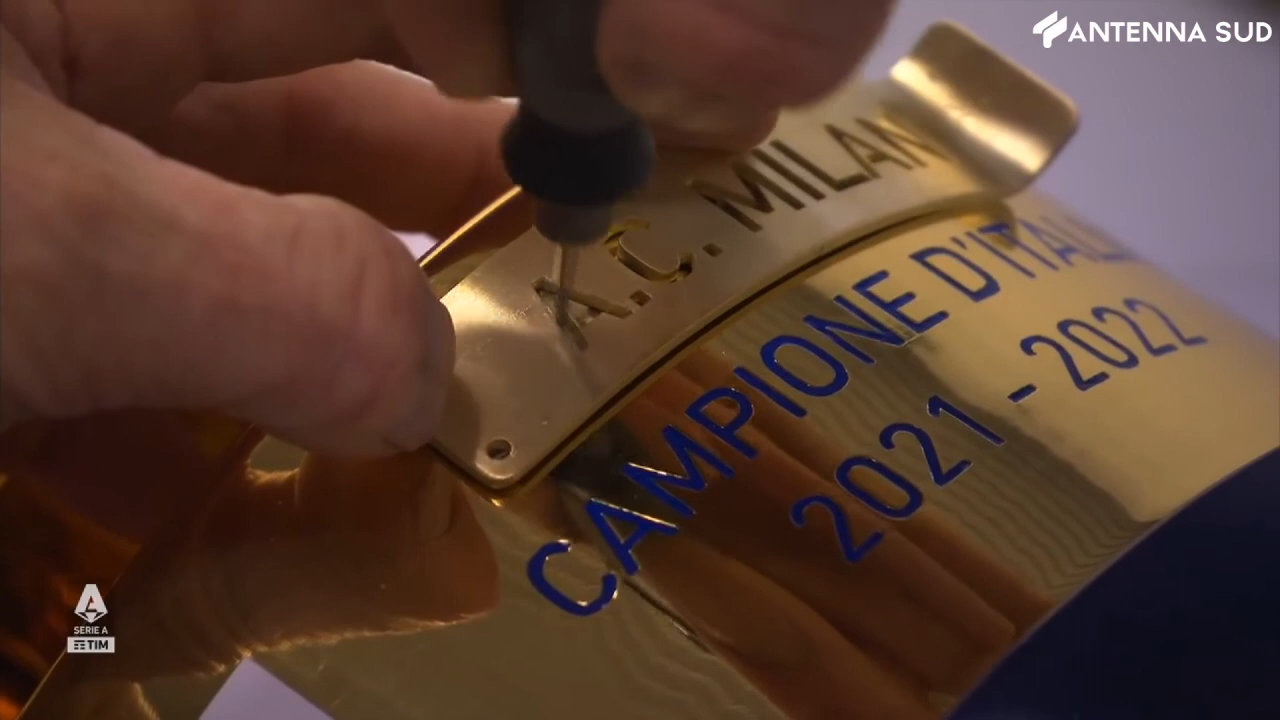 ANTENNA SUD
A.C. MILAN
CAMPIONE D'ITALIA
2021 - 2022
SERIE A
TIM